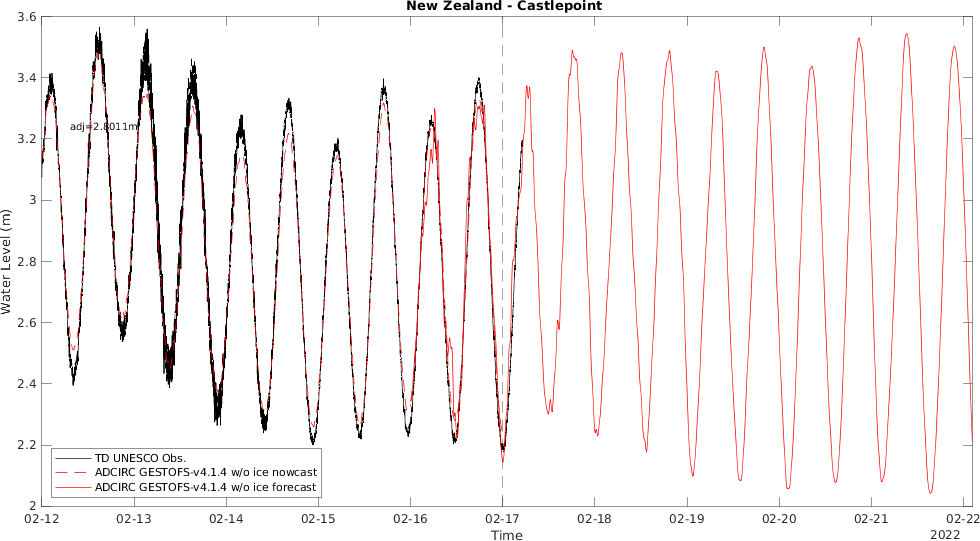 New Zealand - Castlepoint
3.6
3.4
3.2
3
2.8
2.6
2.4
2.2
2
Water Level (m)
adj=2.8011m
TD UNESCO Obs.
ADCIRC GESTOFS-v4.1.4 w/o ice nowcast
ADCIRC GESTOFS-v4.1.4 w/o ice forecast
02-12 02-13 02-14 02-15 02-16 02-17 02-18 02-19 02-20 02-21 02-22
Time
2022